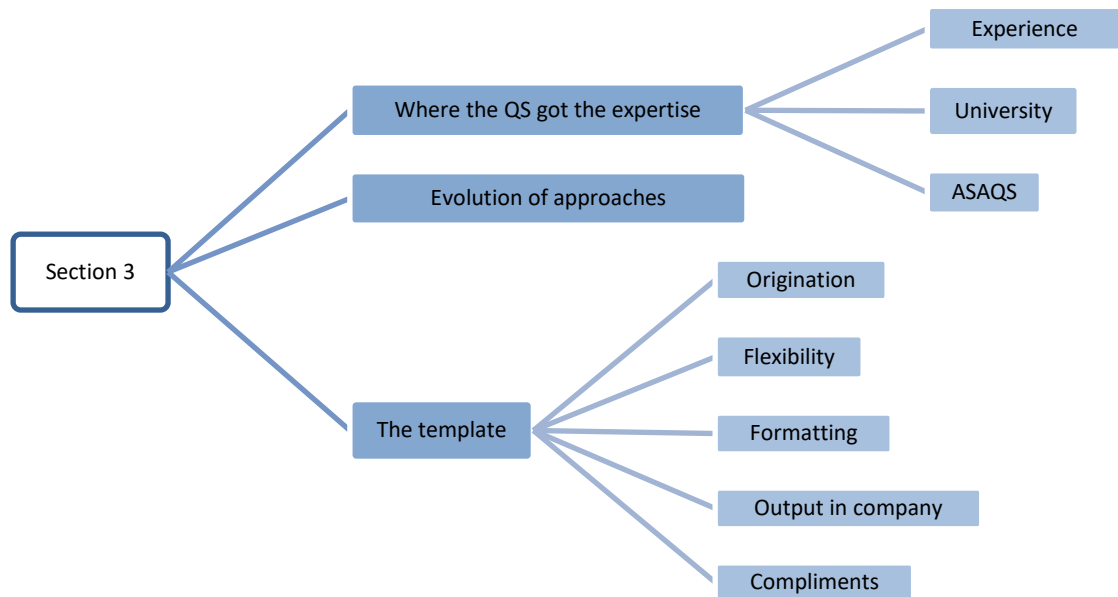 Section 3
Where the QS got the expertise
Experience
University
ASAQS
Evolution of approaches
The template
Origination
Flexibility
Formatting
Output in company
Compliments